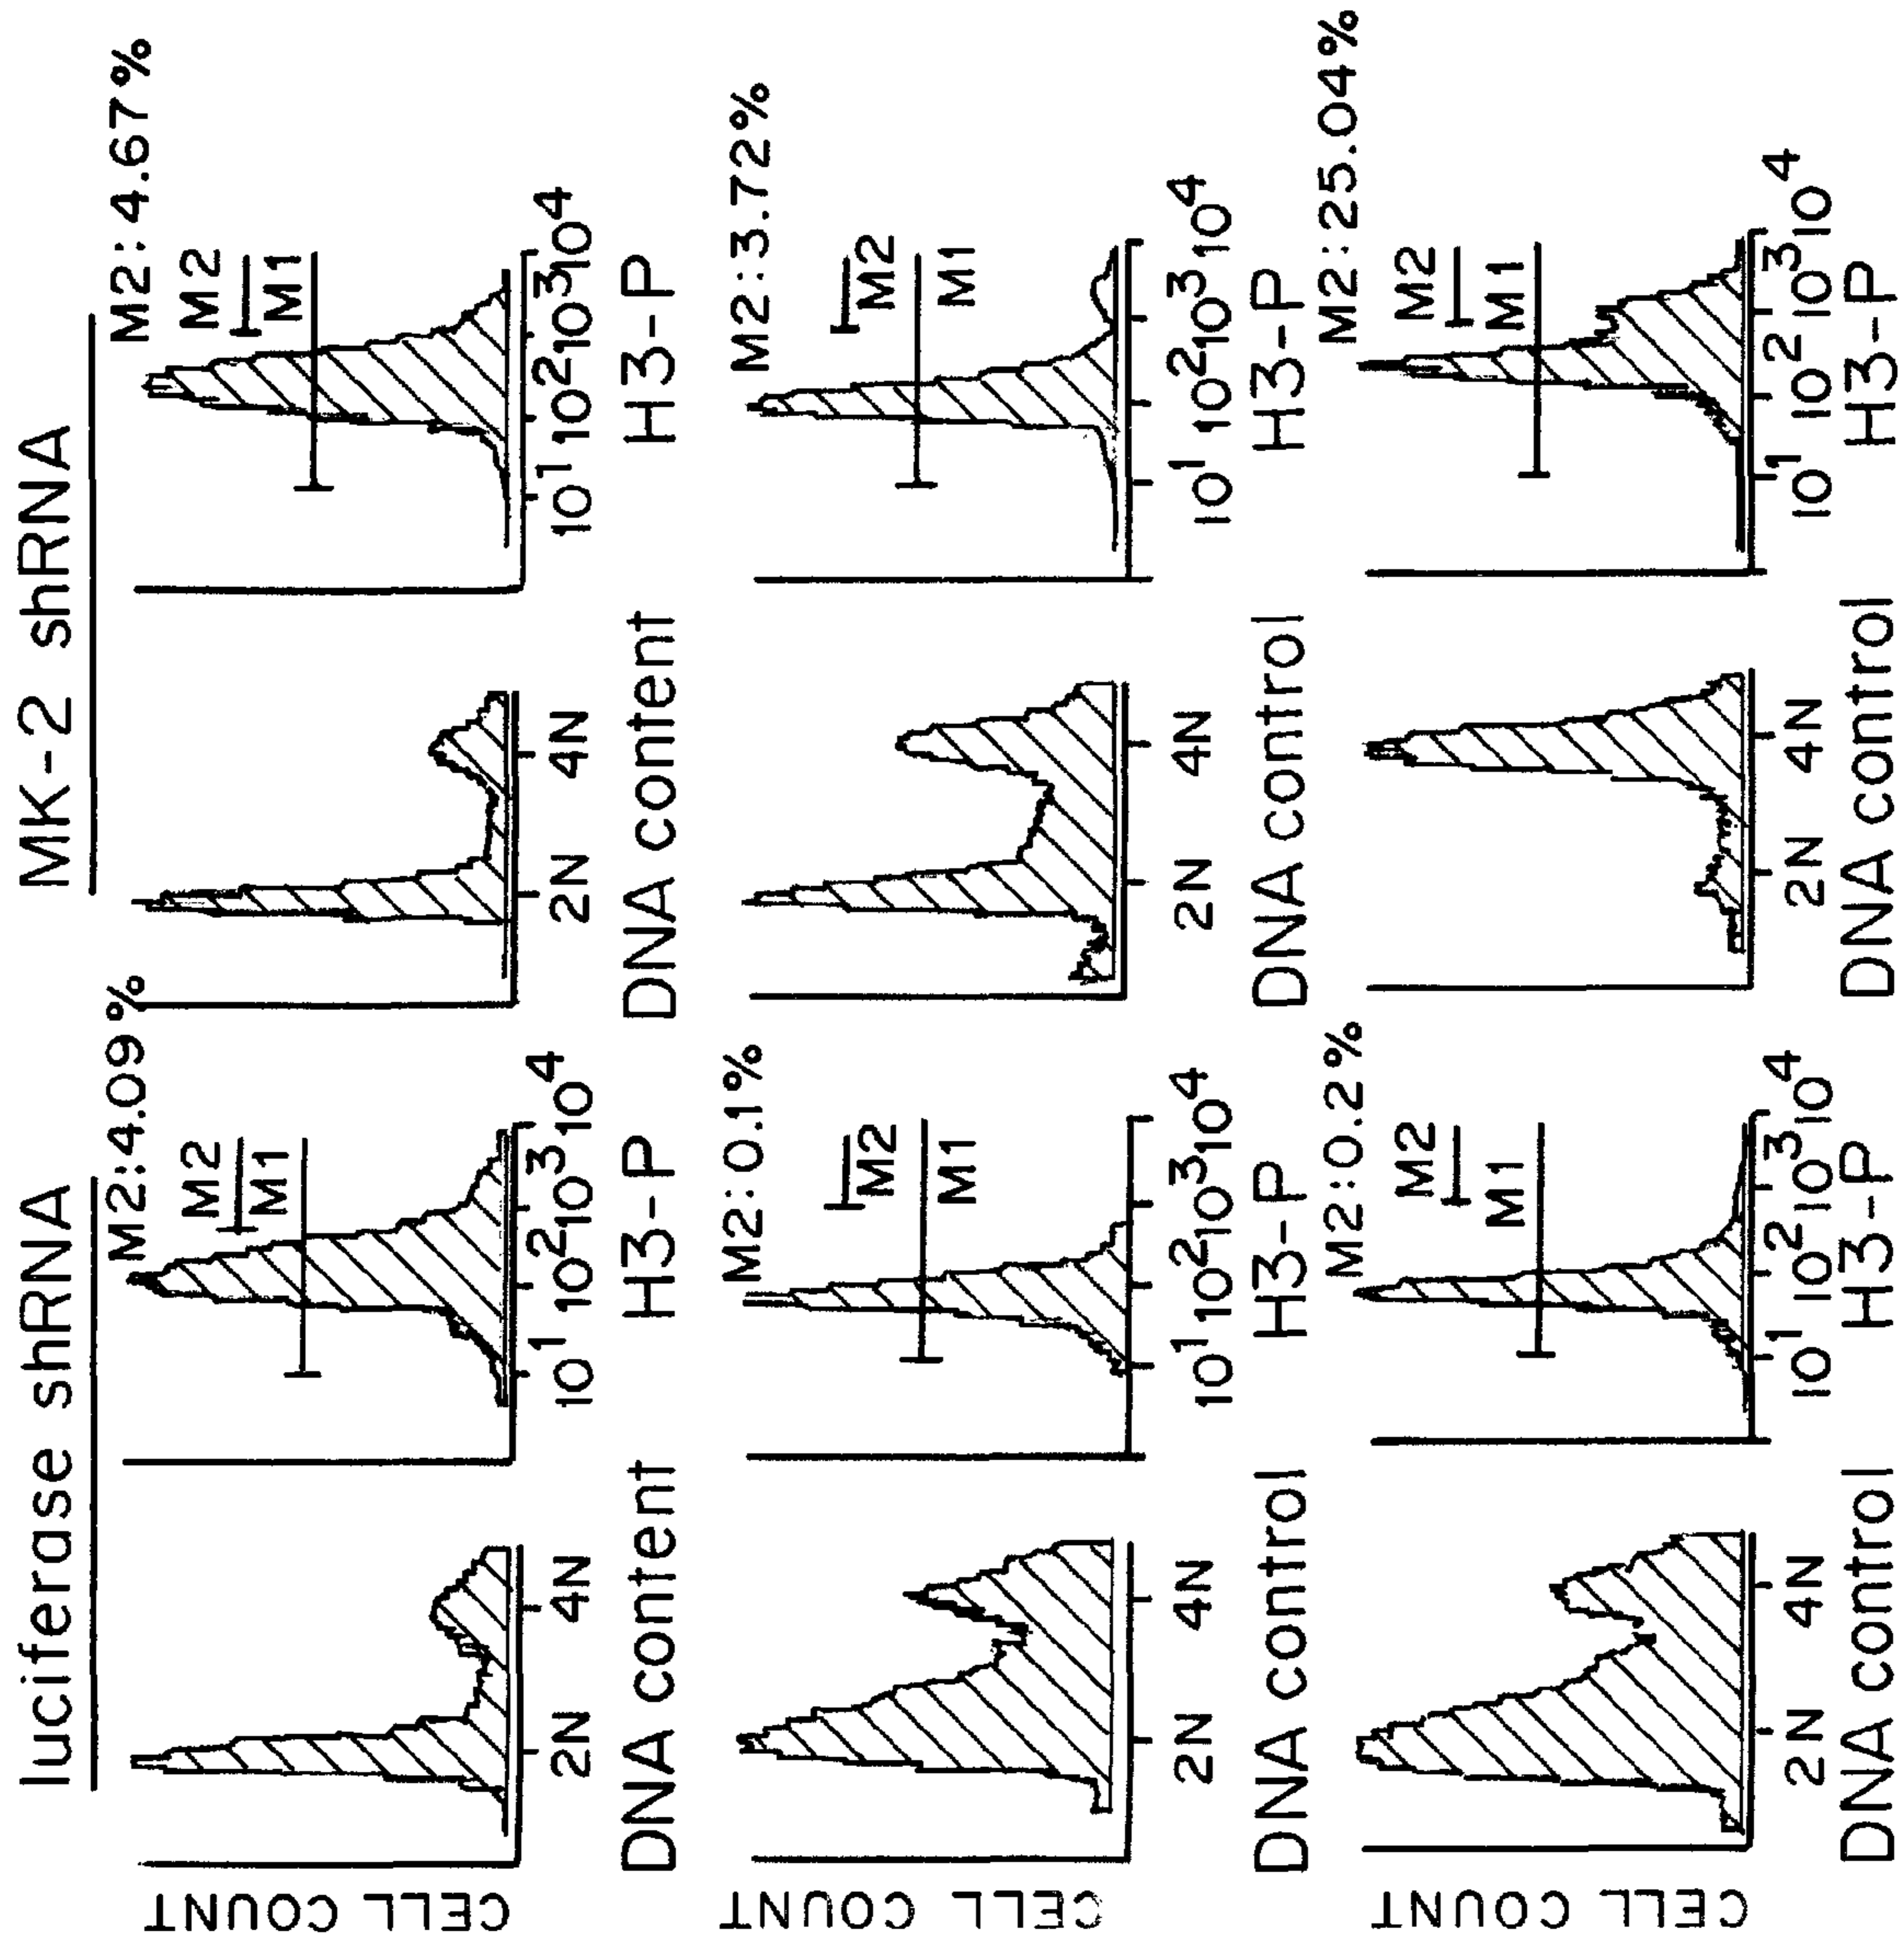 luciferase shRNA
MK-2 shRNA
CELL COUNT
2N 4N
DNA content
M2:4.09%
M2
M1
10¹ 10² 10³ 10⁴
H3-P
2N 4N
DNA content
M2:4.67%
M2
M1
10¹ 10² 10³ 10⁴
H3-P
CELL COUNT
2N 4N
DNA control
M2:0.1%
M2
M1
10¹ 10² 10³ 10⁴
H3-P
2N 4N
DNA control
M2:3.72%
M2
M1
10¹ 10² 10³ 10⁴
H3-P
CELL COUNT
2N 4N
DNA control
M2:0.2%
M2
M1
10¹ 10² 10³ 10⁴
H3-P
2N 4N
DNA control
M2:25.04%
M2
M1
10¹ 10² 10³ 10⁴
H3-P